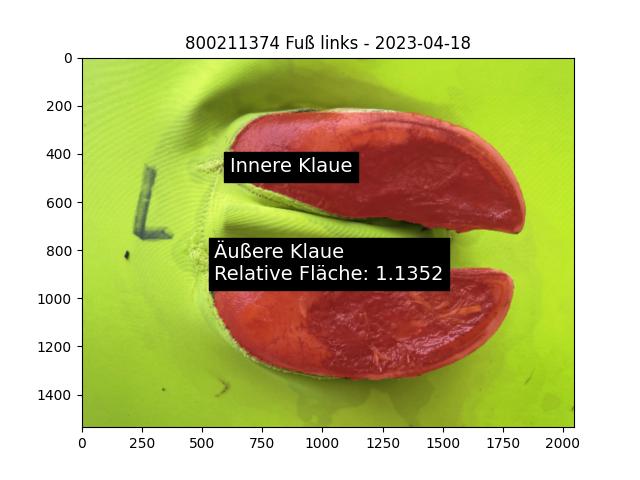 800211374 Fuß links - 2023-04-18
0
200
400
600
800
1000
1200
1400
L
Innere Klaue
Äußere Klaue
Relative Fläche: 1.1352
0 250 500 750 1000 1250 1500 1750 2000